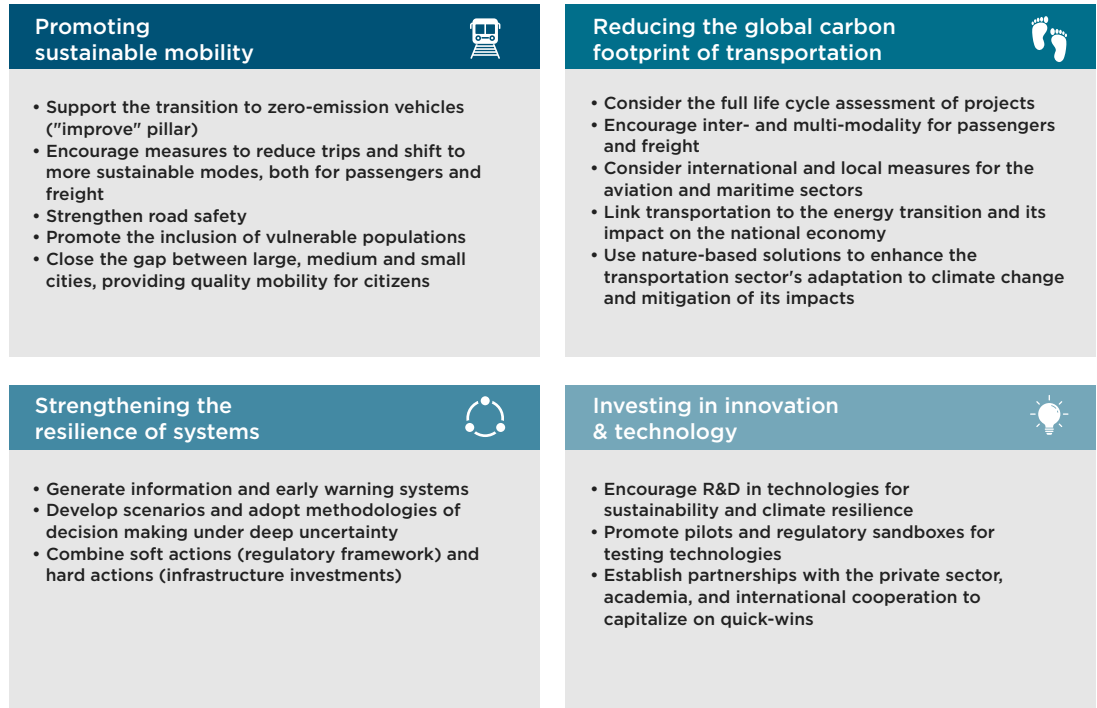 Promoting
sustainable mobility
• Support the transition to zero-emission vehicles
("improve" pillar)
• Encourage measures to reduce trips and shift to
more sustainable modes, both for passengers and
freight
• Strengthen road safety
• Promote the inclusion of vulnerable populations
• Close the gap between large, medium and small
cities, providing quality mobility for citizens
Reducing the global carbon
footprint of transportation
• Consider the full life cycle assessment of projects
• Encourage inter- and multi-modality for passengers
and freight
• Consider international and local measures for the
aviation and maritime sectors
• Link transportation to the energy transition and its
impact on the national economy
• Use nature-based solutions to enhance the
transportation sector's adaptation to climate change
and mitigation of its impacts
Strengthening the
resilience of systems
• Generate information and early warning systems
• Develop scenarios and adopt methodologies of
decision making under deep uncertainty
• Combine soft actions (regulatory framework) and
hard actions (infrastructure investments)
Investing in innovation
& technology
• Encourage R&D in technologies for
sustainability and climate resilience
• Promote pilots and regulatory sandboxes for
testing technologies
• Establish partnerships with the private sector,
academia, and international cooperation to
capitalize on quick-wins